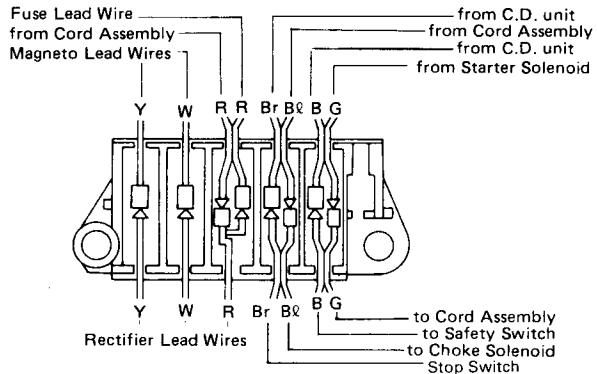 Fuse Lead Wire
from Cord Assembly
Magneto Lead Wires
from C.D. unit
from Cord Assembly
from C.D. unit
from Starter Solenoid
Y W R R Br Bℓ B G
Y W R Br Bℓ B G
Rectifier Lead Wires
to Cord Assembly
to Safety Switch
to Choke Solenoid
Stop Switch